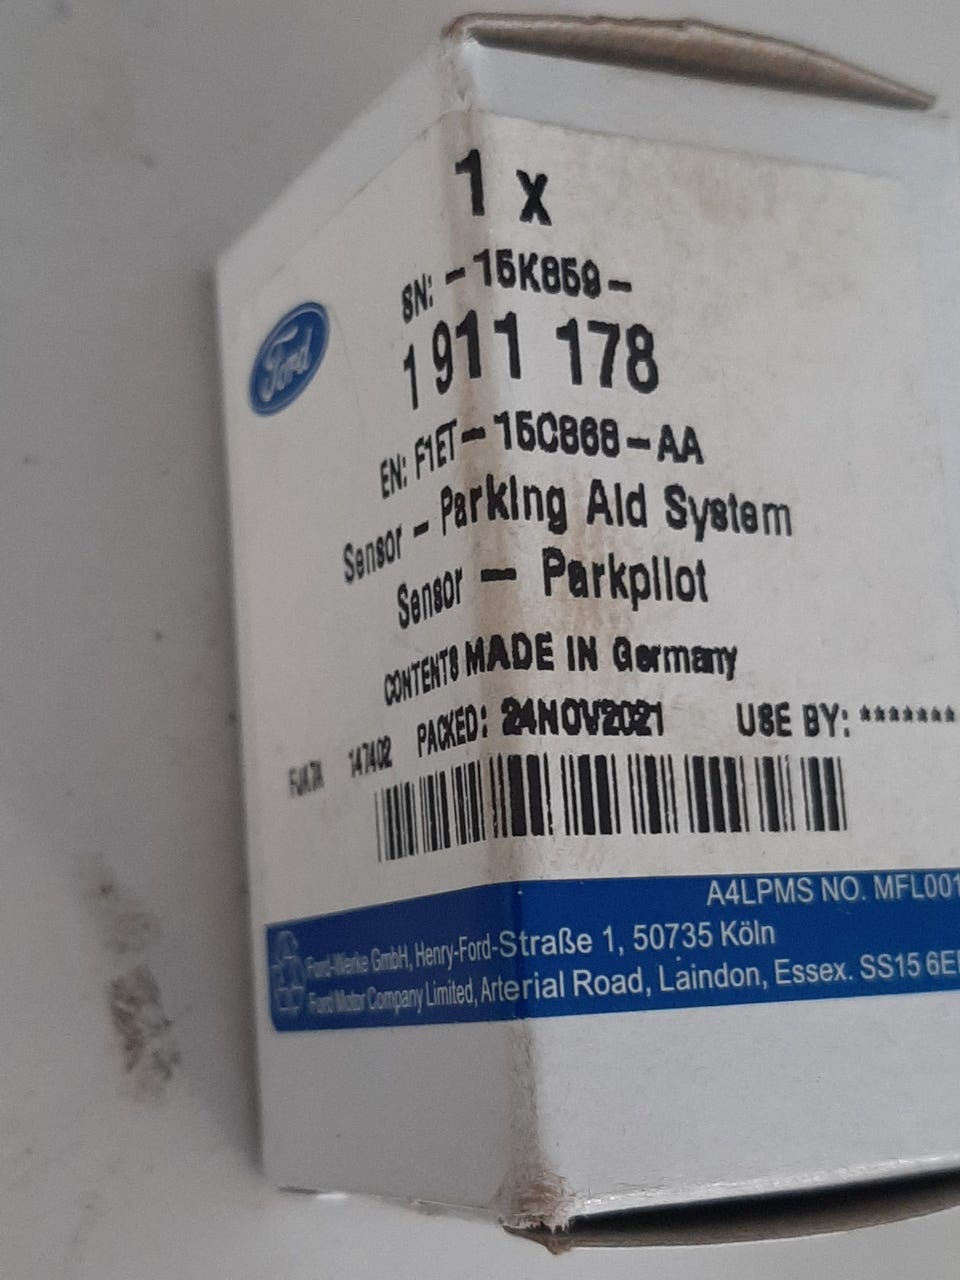 1 x
SN: -15K859-
Ford
1911 178
EN: F1ET-15C868-AA
Sensor - Parking Aid System
Sensor - Parkpilot
CONTENTS MADE IN Germany
PACKED: 24NOV2021 USE BY: *******
147402
A4LPMS NO. MFL001
Ford-Werke GmbH, Henry-Ford-Straße 1, 50735 Köln
Ford Motor Company Limited, Arterial Road, Laindon, Essex. SS15 6E